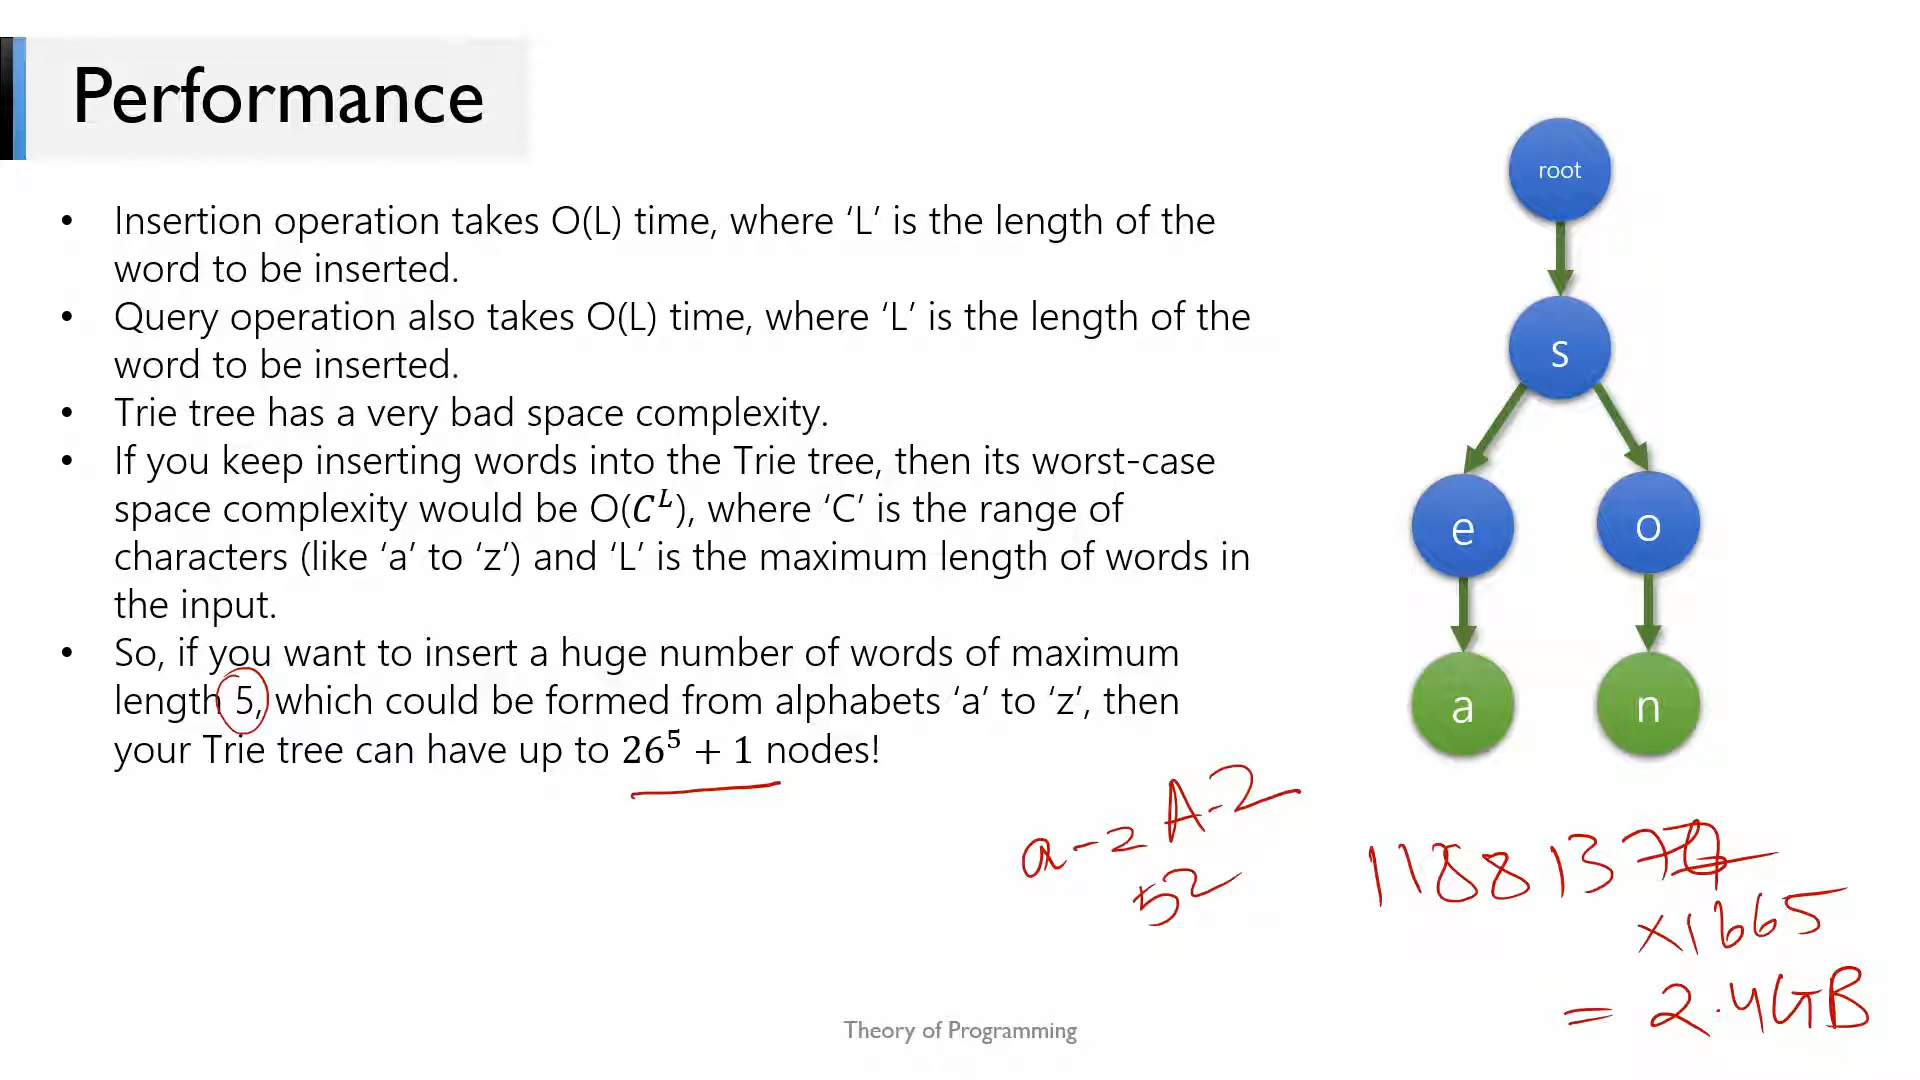 Performance
• Insertion operation takes O(L) time, where ‘L’ is the length of the
word to be inserted.
• Query operation also takes O(L) time, where ‘L’ is the length of the
word to be inserted.
• Trie tree has a very bad space complexity.
• If you keep inserting words into the Trie tree, then its worst-case
space complexity would be O(𝑪^𝑳), where ‘C’ is the range of
characters (like ‘a’ to ‘z’) and ‘L’ is the maximum length of words in
the input.
• So, if you want to insert a huge number of words of maximum
length 5, which could be formed from alphabets ‘a’ to ‘z’, then
your Trie tree can have up to 26⁵ + 1 nodes!
root
s
e
o
a
n
a-z A-Z
52
118813
×1665
= 2.4GB
Theory of Programming